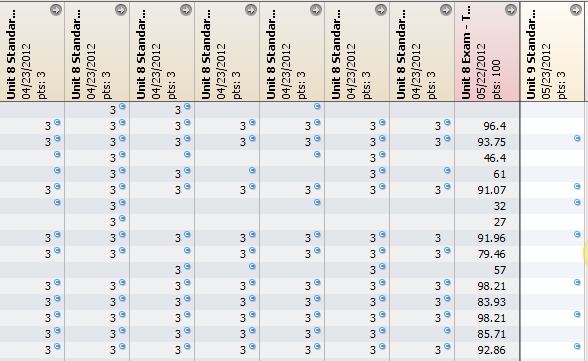 Unit 8 Standar...
04/23/2012
pts: 3
Unit 8 Standar...
04/23/2012
pts: 3
Unit 8 Standar...
04/23/2012
pts: 3
Unit 8 Standar...
04/23/2012
pts: 3
Unit 8 Standar...
04/23/2012
pts: 3
Unit 8 Standar...
04/23/2012
pts: 3
Unit 8 Standar...
04/23/2012
pts: 3
Unit 8 Exam - T...
05/22/2012
pts: 100
Unit 9 Standar...
05/23/2012
pts: 3
3 3
3 3 3 3 3 3 3 96.4
3 3 3 3 3 3 3 93.75
3 3 3 46.4
3 3 3 61
3 3 3 3 3 3 3 91.07
3 32
3 27
3 3 3 3 3 3 3 91.96
3 3 3 3 3 3 3 79.46
3 3 57
3 3 3 3 3 3 3 98.21
3 3 3 3 3 3 3 83.93
3 3 3 3 3 3 3 98.21
3 3 3 3 3 3 3 85.71
3 3 3 3 3 3 3 92.86